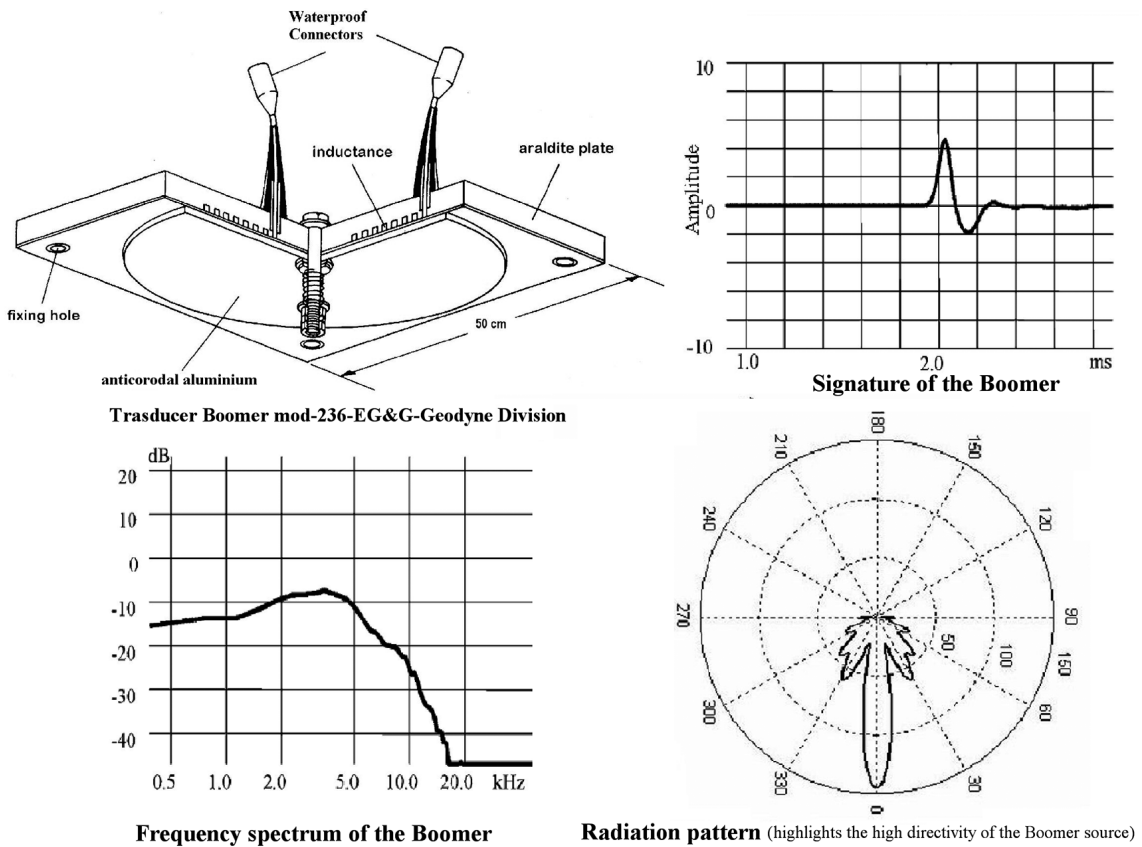 Waterproof
Connectors
inductance
araldite plate
fixing hole
50 cm
anticorodal aluminium
Trasducer Boomer mod-236-EG&G-Geodyne Division
10
Amplitude
0
-10
1.0
2.0
ms
Signature of the Boomer
dB
20
10
0
-10
-20
-30
-40
0.5
1.0
2.0
5.0
10.0
20.0
kHz
Frequency spectrum of the Boomer
180
210
150
240
120
270
90
50
100
150
300
60
330
30
0
Radiation pattern (highlights the high directivity of the Boomer source)